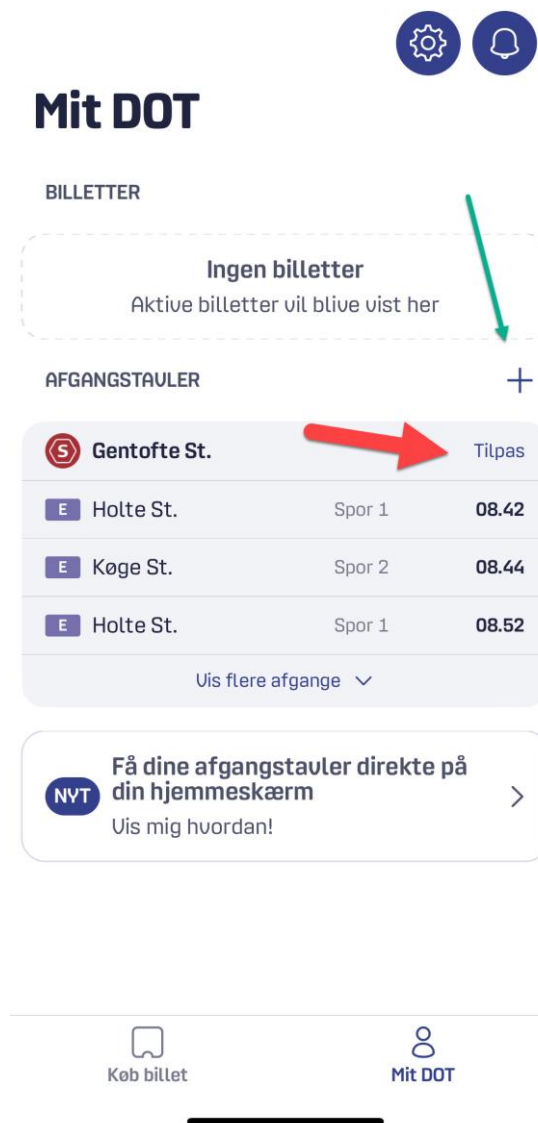 Mit DOT
BILLETTER
Ingen billetter
Aktive billetter vil blive vist her
AFGANGSTAVLER
S Gentofte St. Tilpas
E Holte St. Spor 1 08.42
E Køge St. Spor 2 08.44
E Holte St. Spor 1 08.52
Vis flere afgange
Få dine afgangstavler direkte på
NYT din hjemmeskærm
Vis mig hvordan!
Køb billet Mit DOT